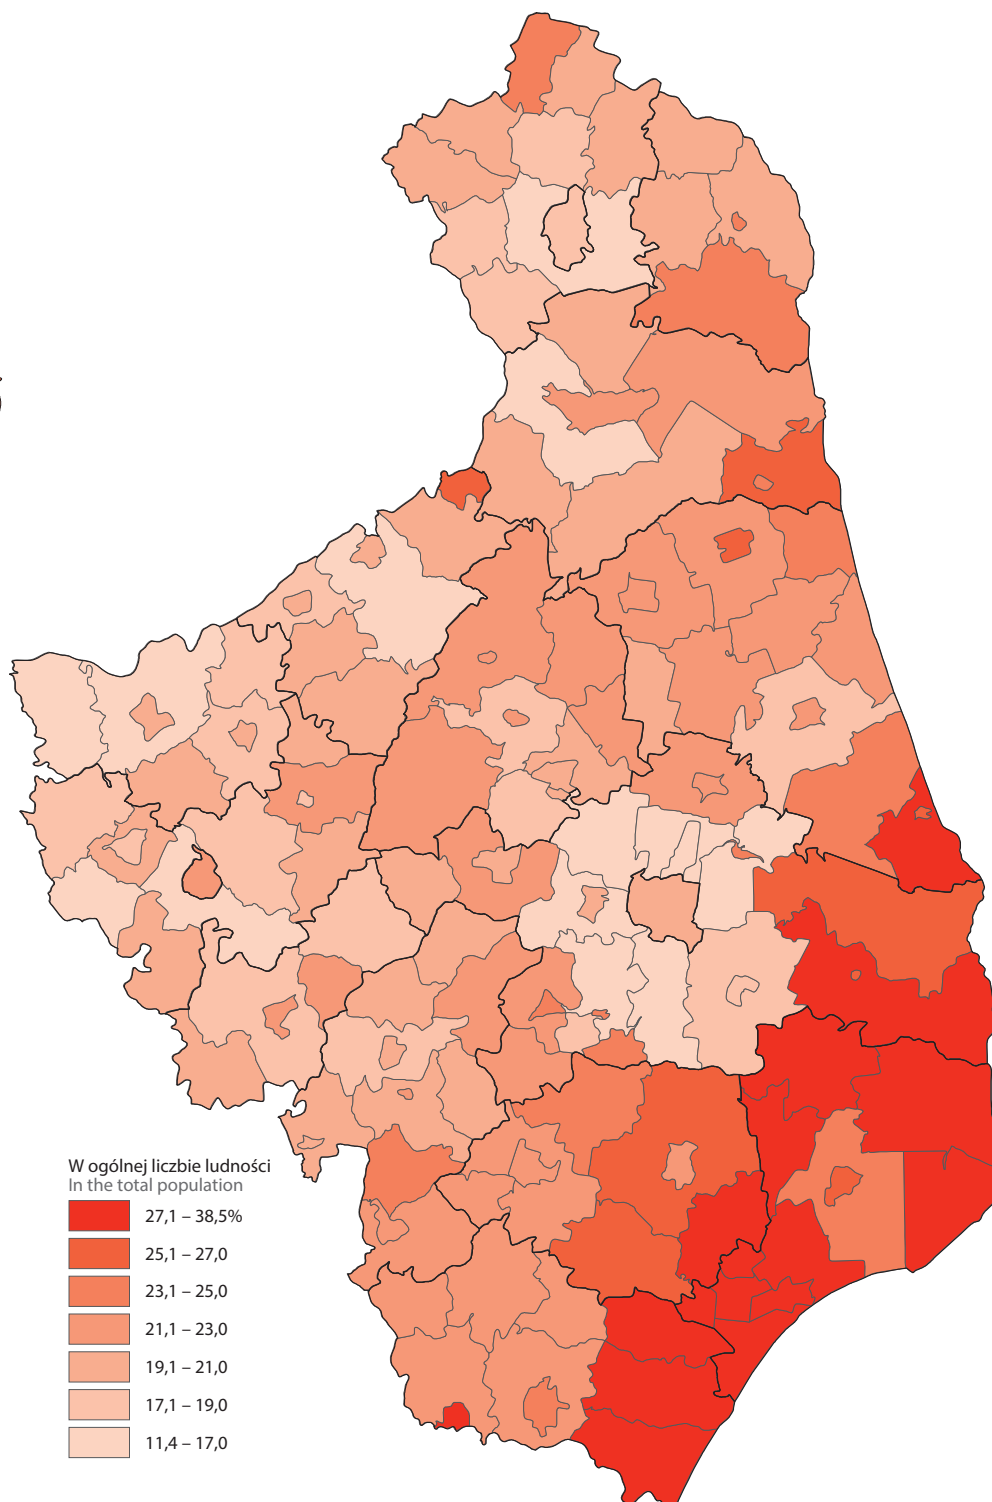 W ogólnej liczbie ludności
In the total population
27,1 – 38,5%
25,1 – 27,0
23,1 – 25,0
21,1 – 23,0
19,1 – 21,0
17,1 – 19,0
11,4 – 17,0